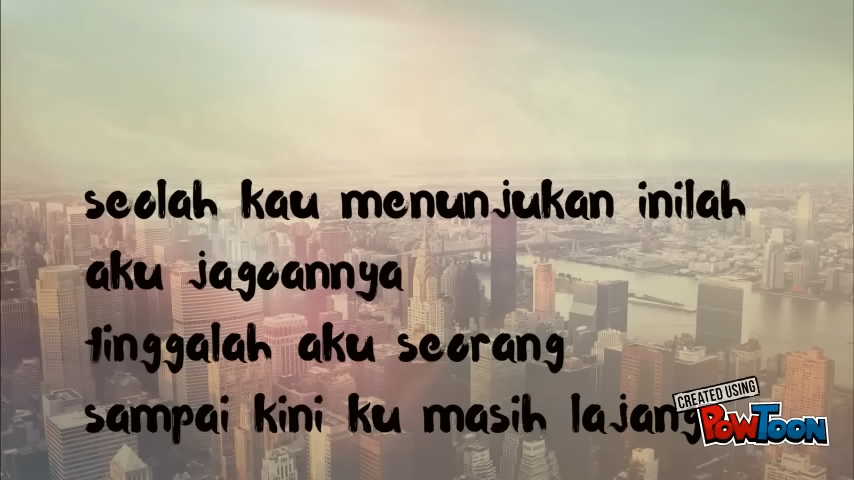 seolah kau menunjukan inilah
aku jagoannya
tinggalah aku seorang
sampai kini ku masih lajang
CREATED USING
POWTOON